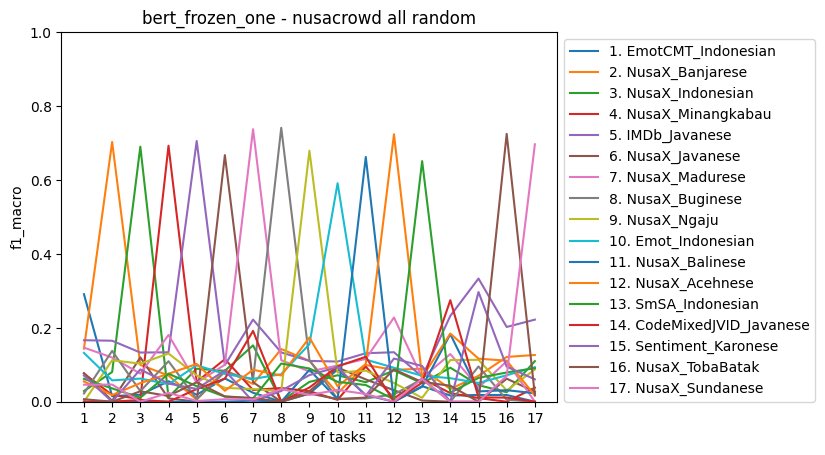 bert_frozen_one - nusacrowd all random
1.0
0.8
0.6
0.4
0.2
0.0
f1_macro
1 2 3 4 5 6 7 8 9 10 11 12 13 14 15 16 17
number of tasks
1. EmotCMT_Indonesian
2. NusaX_Banjarese
3. NusaX_Indonesian
4. NusaX_Minangkabau
5. IMDb_Javanese
6. NusaX_Javanese
7. NusaX_Madurese
8. NusaX_Buginese
9. NusaX_Ngaju
10. Emot_Indonesian
11. NusaX_Balinese
12. NusaX_Acehnese
13. SmSA_Indonesian
14. CodeMixedJVID_Javanese
15. Sentiment_Karonese
16. NusaX_TobaBatak
17. NusaX_Sundanese